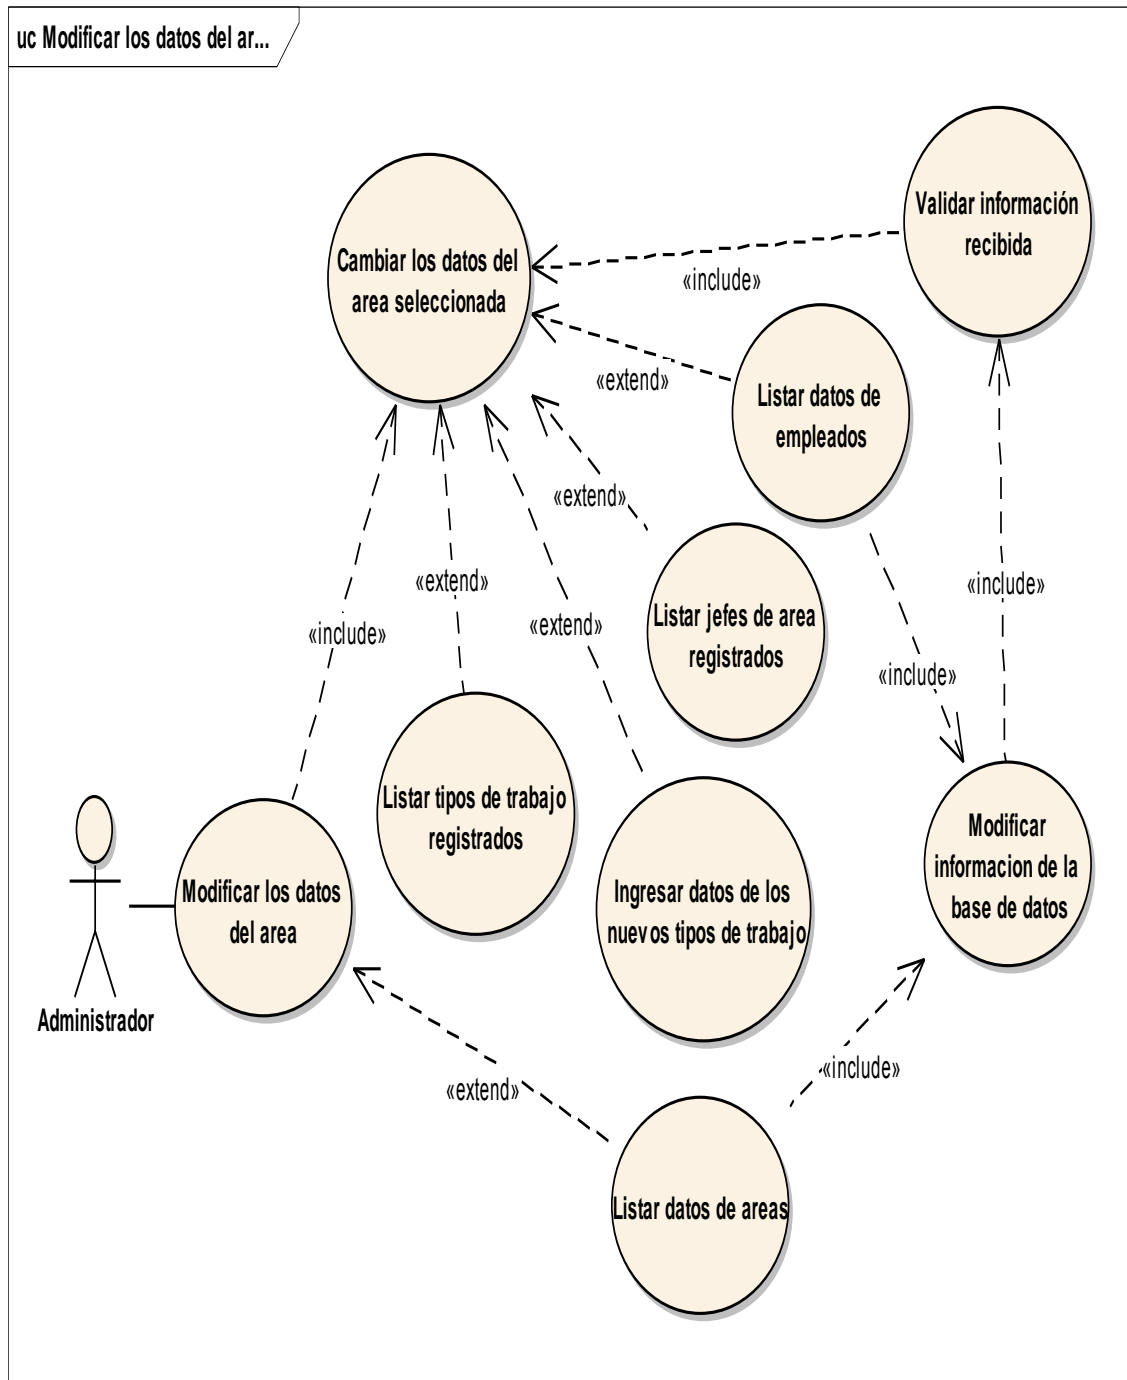 uc Modificar los datos del ar...
Validar información
recibida
Cambiar los datos del
area seleccionada
«include»
«extend»
Listar datos de
empleados
«extend»
«extend»
«include»
«extend»
Listar jefes de area
registrados
«include»
«include»
Listar tipos de trabajo
registrados
Modificar
informacion de la
base de datos
Modificar los datos
del area
Ingresar datos de los
nuevos tipos de trabajo
Administrador
«extend»
«include»
Listar datos de areas